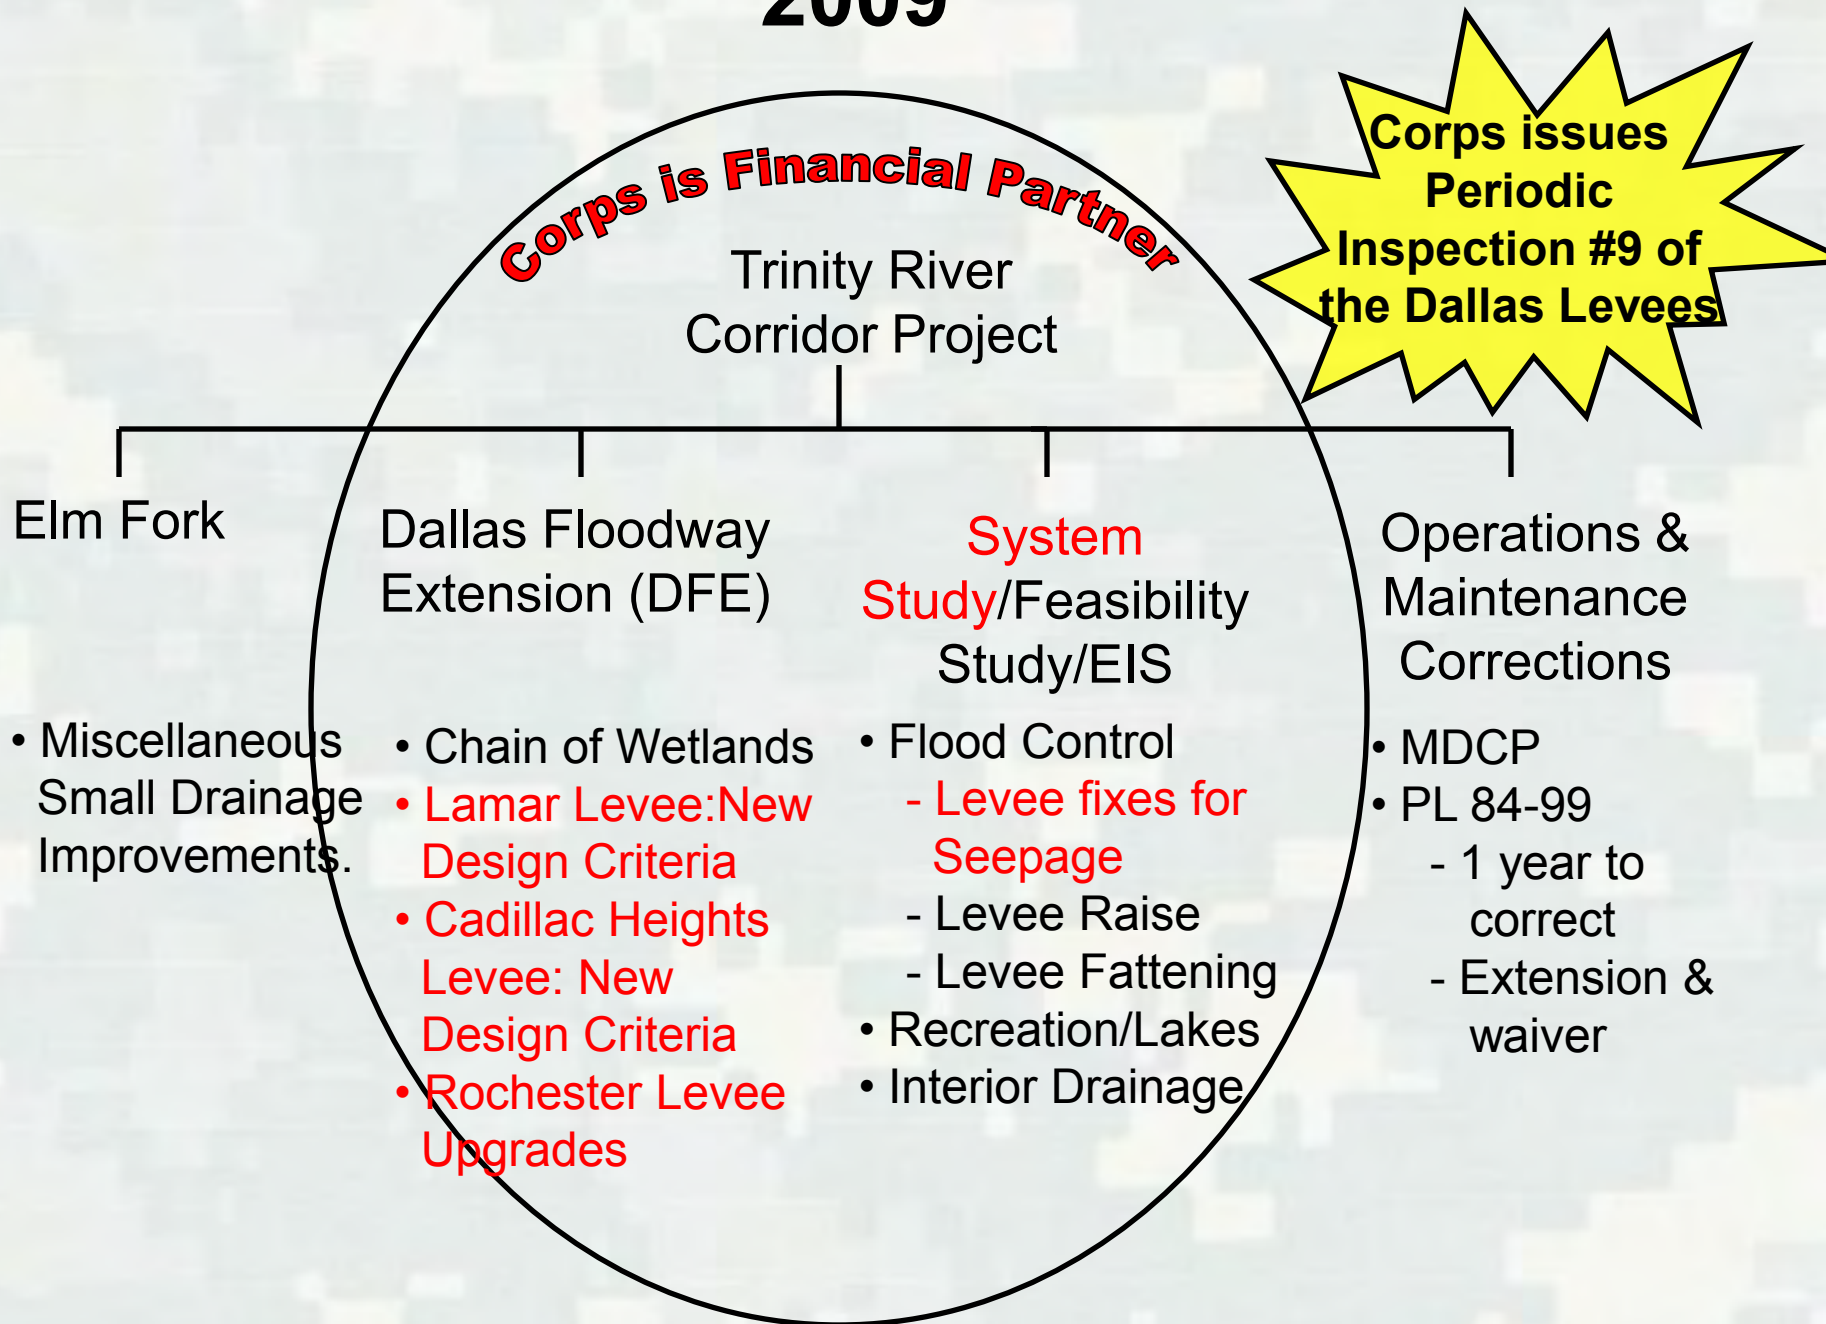 2009
Corps is Financial Partner
Corps issues
Periodic
Inspection #9 of
the Dallas Levees
Trinity River
Corridor Project
Elm Fork
• Miscellaneous
Small Drainage
Improvements.
Dallas Floodway
Extension (DFE)
• Chain of Wetlands
• Lamar Levee:New
Design Criteria
• Cadillac Heights
Levee: New
Design Criteria
• Rochester Levee
Upgrades
System
Study/Feasibility
Study/EIS
• Flood Control
- Levee fixes for
Seepage
- Levee Raise
- Levee Fattening
• Recreation/Lakes
• Interior Drainage
Operations &
Maintenance
Corrections
• MDCP
• PL 84-99
- 1 year to
correct
- Extension &
waiver